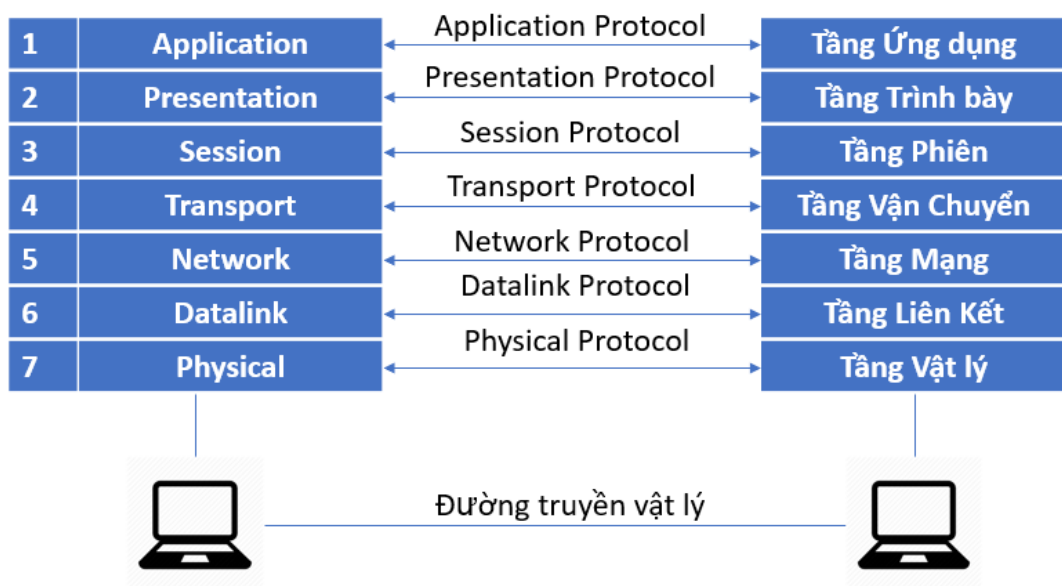 1 Application Application Protocol Tầng Ứng dụng
2 Presentation Presentation Protocol Tầng Trình bày
3 Session Session Protocol Tầng Phiên
4 Transport Transport Protocol Tầng Vận Chuyển
5 Network Network Protocol Tầng Mạng
6 Datalink Datalink Protocol Tầng Liên Kết
7 Physical Physical Protocol Tầng Vật lý
Đường truyền vật lý